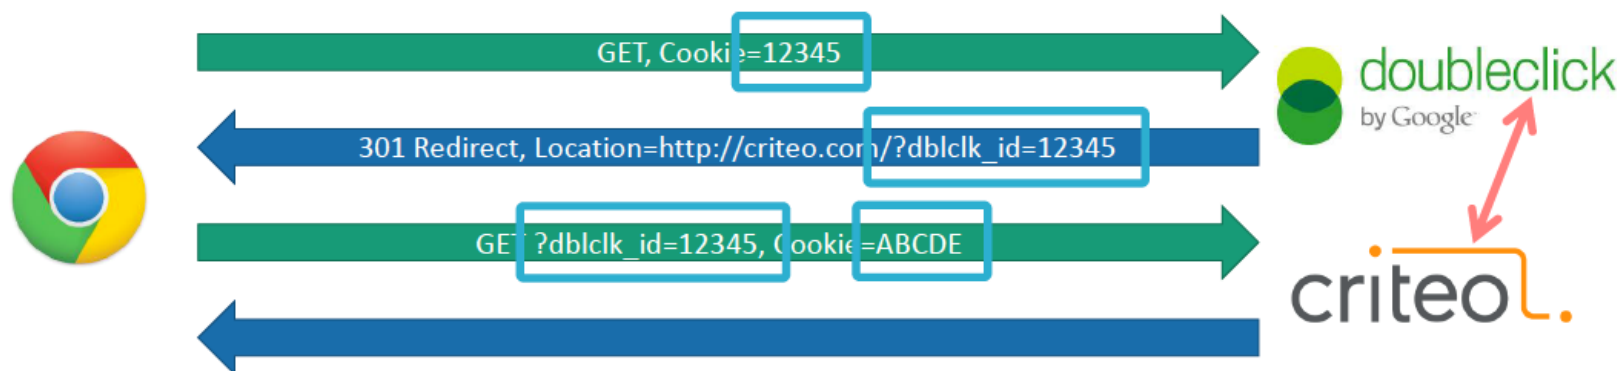 GET, Cookie=12345
doubleclick
by Google
301 Redirect, Location=http://criteo.com/?dblclk_id=12345
GET ?dblclk_id=12345, Cookie=ABCDE
criteo